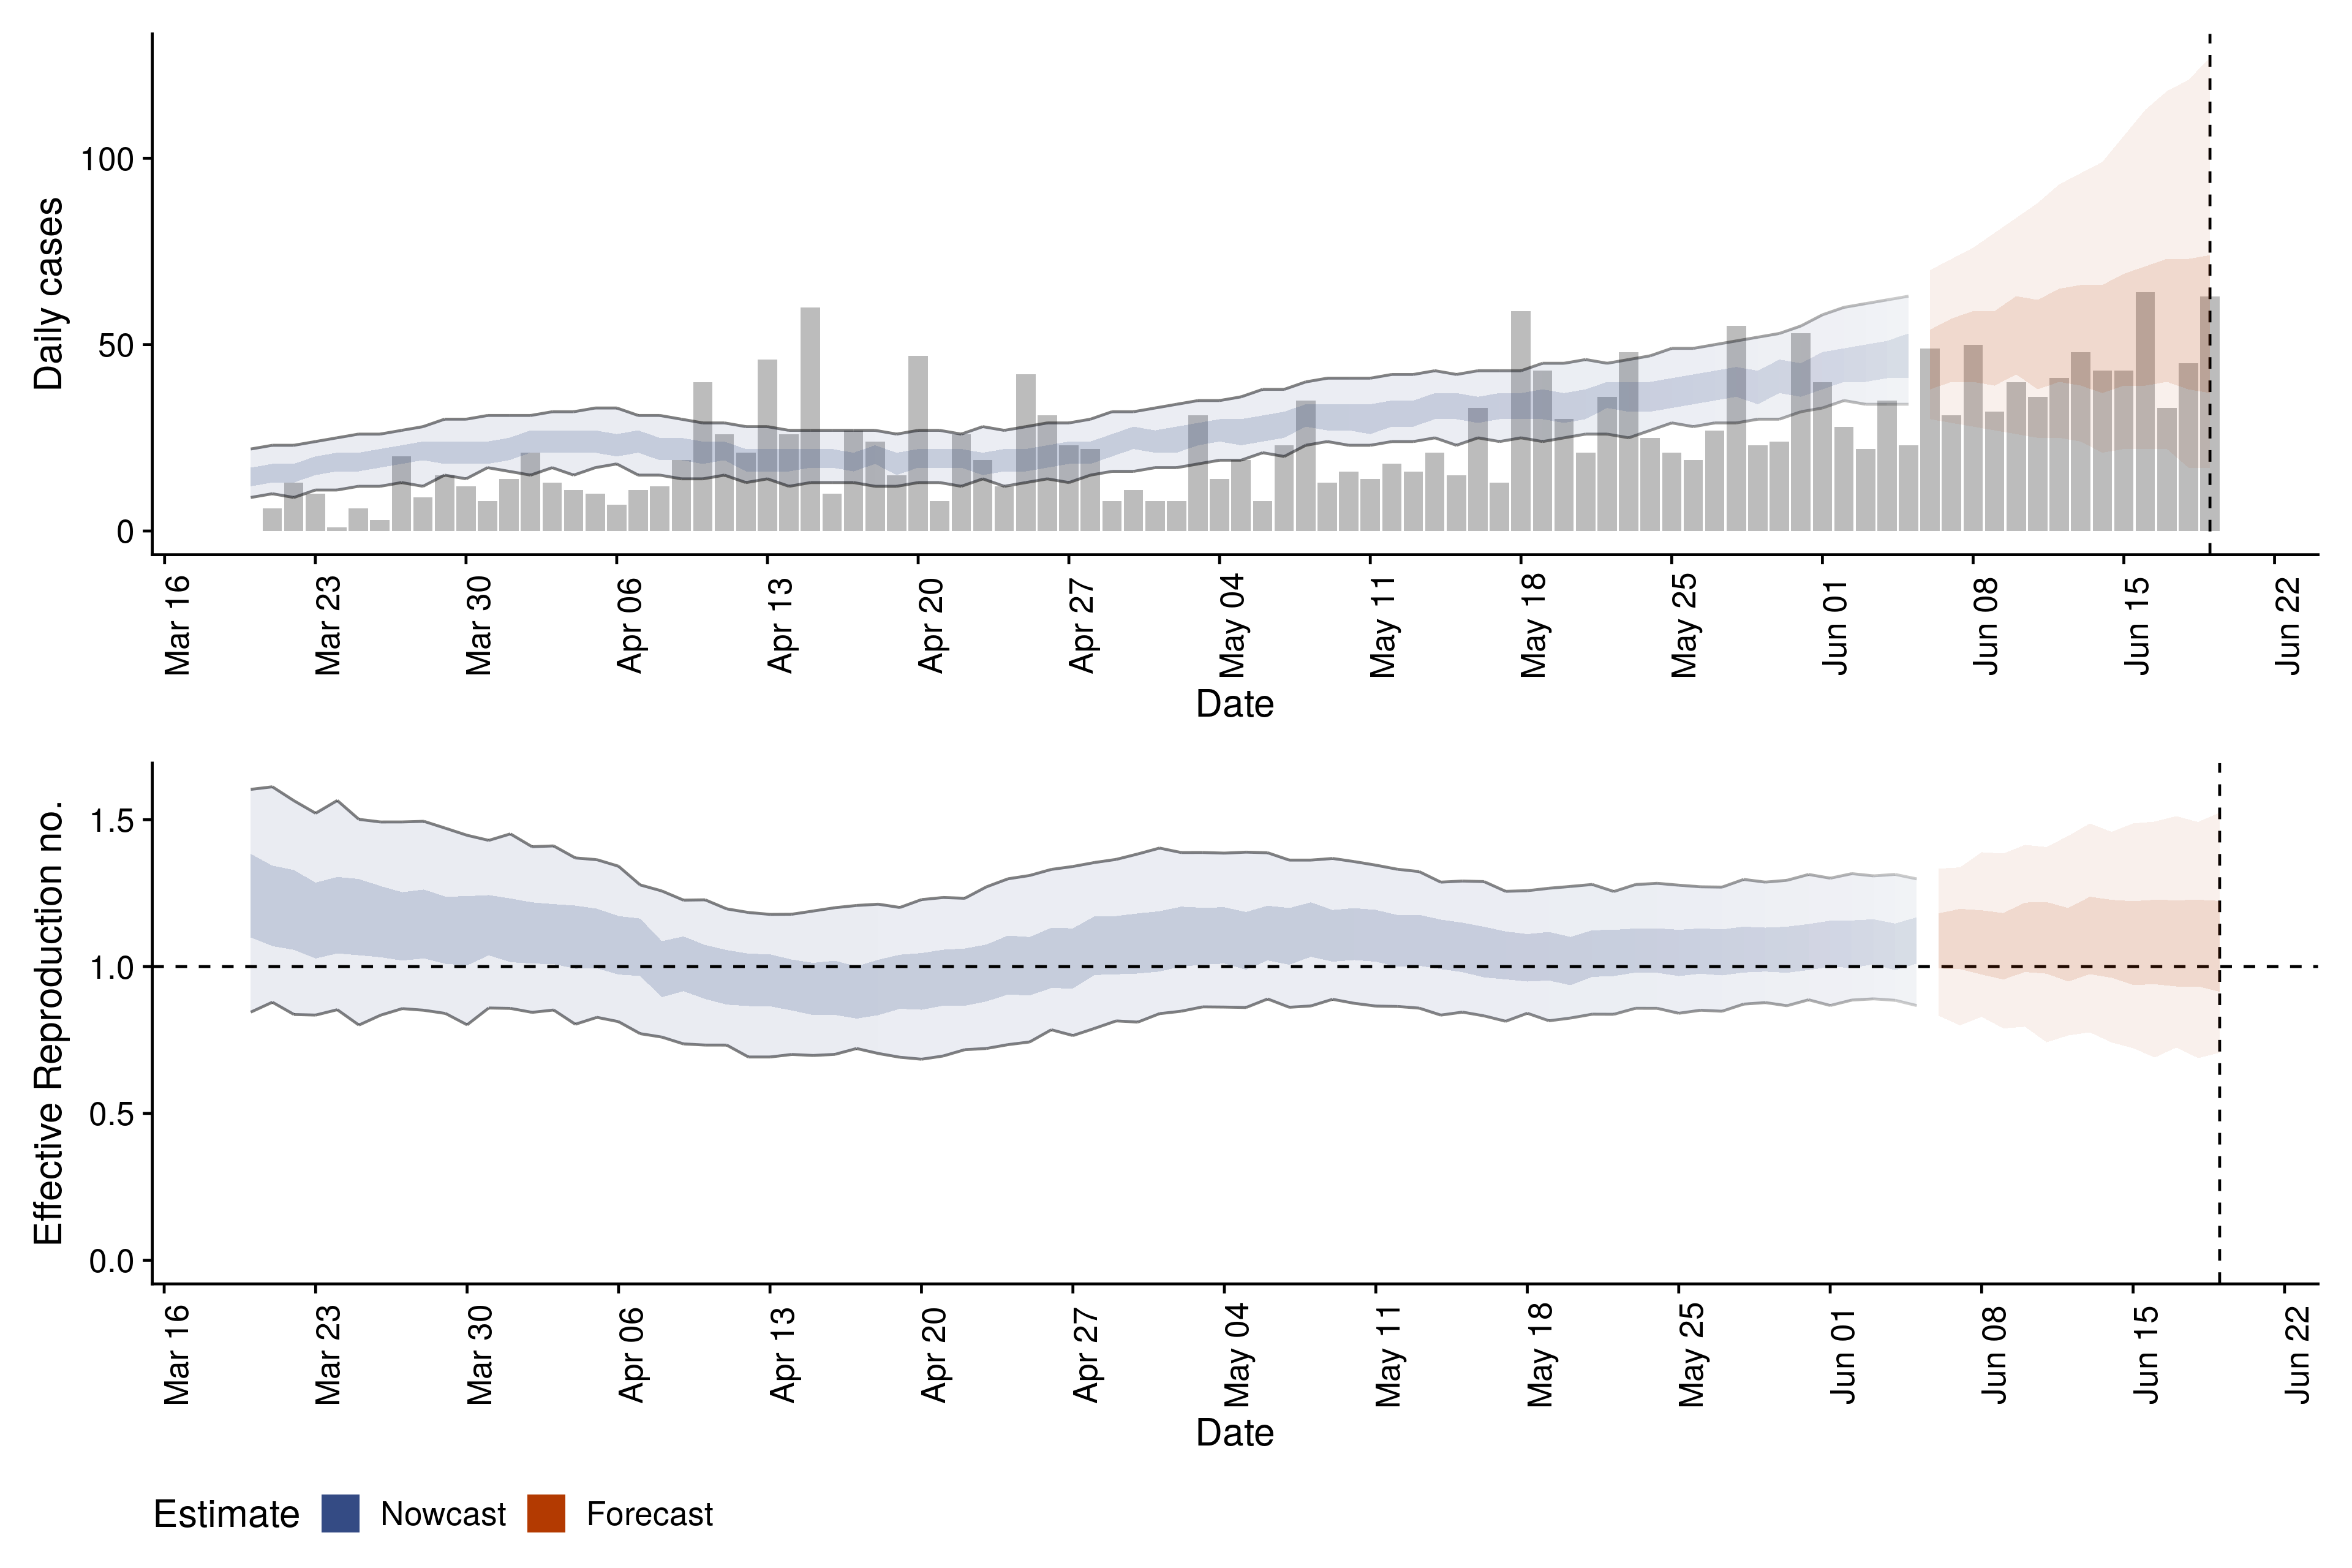 Daily cases
100
50
0
Mar 16
Mar 23
Mar 30
Apr 06
Apr 13
Apr 20
Apr 27
May 04
May 11
May 18
May 25
Jun 01
Jun 08
Jun 15
Jun 22
Date
Effective Reproduction no.
1.5
1.0
0.5
0.0
Mar 16
Mar 23
Mar 30
Apr 06
Apr 13
Apr 20
Apr 27
May 04
May 11
May 18
May 25
Jun 01
Jun 08
Jun 15
Jun 22
Date
Estimate Nowcast Forecast